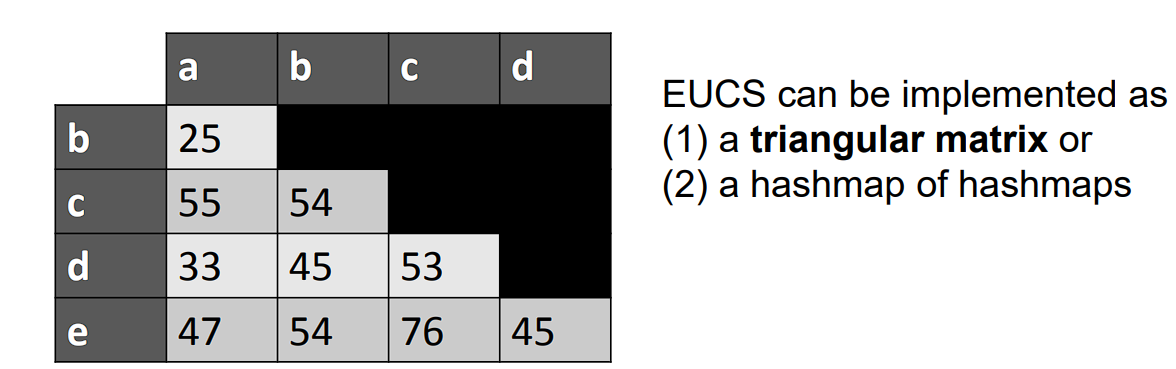 a b c d
b 25
c 55 54
d 33 45 53
e 47 54 76 45
EUCS can be implemented as
(1) a triangular matrix or
(2) a hashmap of hashmaps